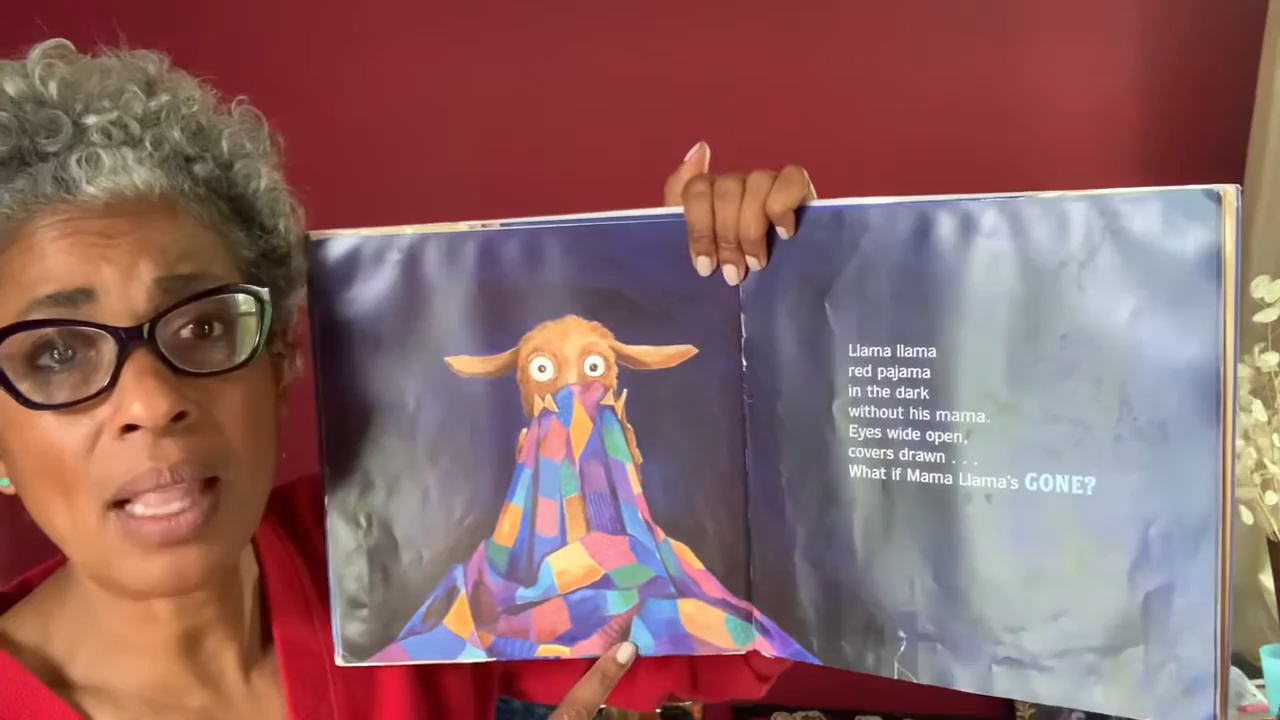 Llama llama
red pajama
in the dark
without his mama.
Eyes wide open,
covers drawn . . .
What if Mama Llama's GONE?